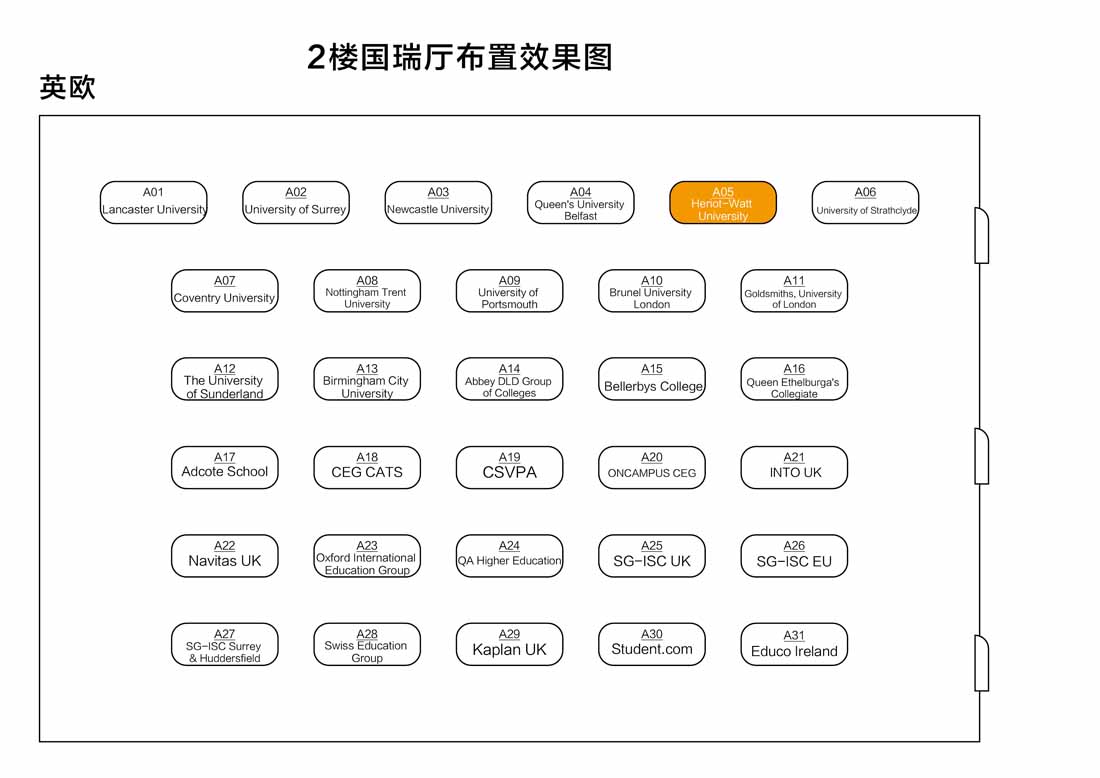 2楼国瑞厅布置效果图
英欧
A01
Lancaster University
A02
University of Surrey
A03
Newcastle University
A04
Queen's University
Belfast
A05
Heriot-Watt
University
A06
University of Strathclyde
A07
Coventry University
A08
Nottingham Trent
University
A09
University of
Portsmouth
A10
Brunel University
London
A11
Goldsmiths, University
of London
A12
The University
of Sunderland
A13
Birmingham City
University
A14
Abbey DLD Group
of Colleges
A15
Bellerbys College
A16
Queen Ethelburga's
Collegiate
A17
Adcote School
A18
CEG CATS
A19
CSVPA
A20
ONCAMPUS CEG
A21
INTO UK
A22
Navitas UK
A23
Oxford International
Education Group
A24
QA Higher Education
A25
SG-ISC UK
A26
SG-ISC EU
A27
SG-ISC Surrey
& Huddersfield
A28
Swiss Education
Group
A29
Kaplan UK
A30
Student.com
A31
Educo Ireland